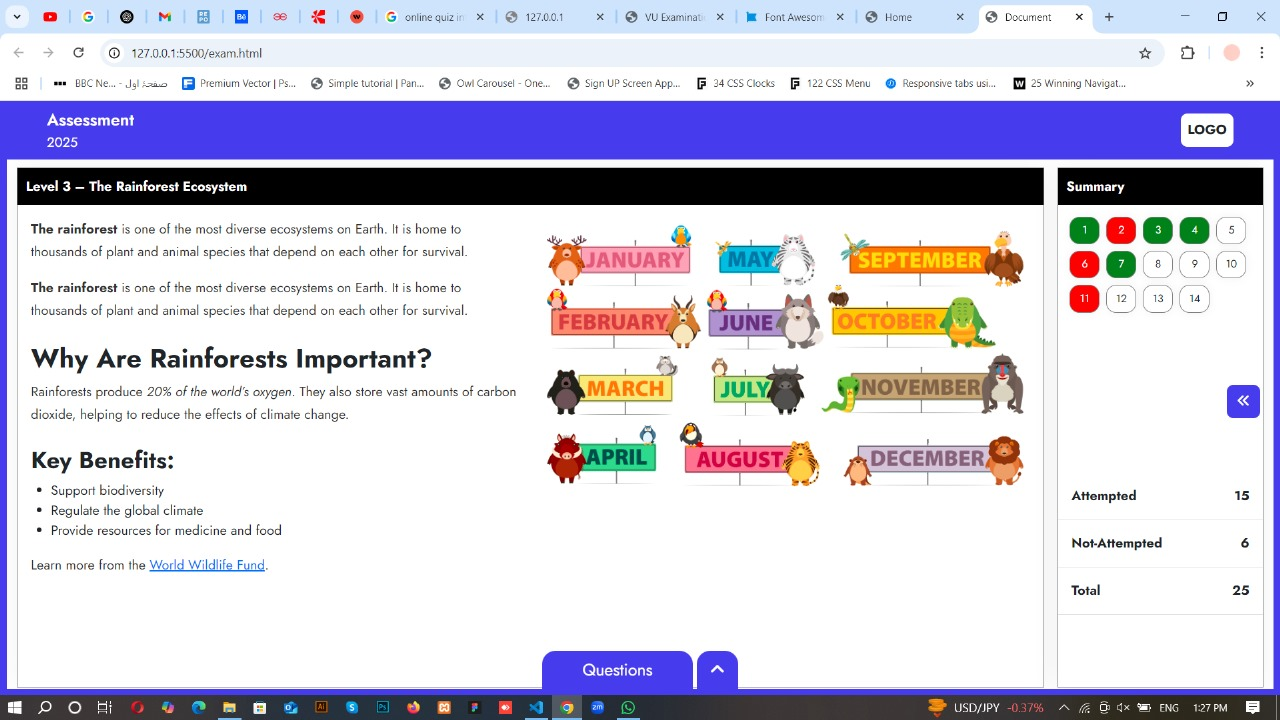 online quiz in
127.0.0.1
VU Examinati
Font Awesom
Home
Document
127.0.0.1:5500/exam.html
BBC Ne... - صفحهٔ اول
Premium Vector | Ps...
Simple tutorial | Pan...
Owl Carousel - One...
Sign UP Screen App...
34 CSS Clocks
122 CSS Menu
Responsive tabs usi...
25 Winning Navigat...
Assessment
2025
LOGO
Level 3 – The Rainforest Ecosystem
The rainforest is one of the most diverse ecosystems on Earth. It is home to
thousands of plant and animal species that depend on each other for survival.
The rainforest is one of the most diverse ecosystems on Earth. It is home to
thousands of plant and animal species that depend on each other for survival.
Why Are Rainforests Important?
Rainforests produce 20% of the world's oxygen. They also store vast amounts of carbon
dioxide, helping to reduce the effects of climate change.
Key Benefits:
• Support biodiversity
• Regulate the global climate
• Provide resources for medicine and food
Learn more from the World Wildlife Fund.
JANUARY MAY SEPTEMBER
FEBRUARY JUNE OCTOBER
MARCH JULY NOVEMBER
APRIL AUGUST DECEMBER
Summary
1 2 3 4 5
6 7 8 9 10
11 12 13 14
Attempted 15
Not-Attempted 6
Total 25
Questions
USD/JPY -0.37%
ENG
1:27 PM